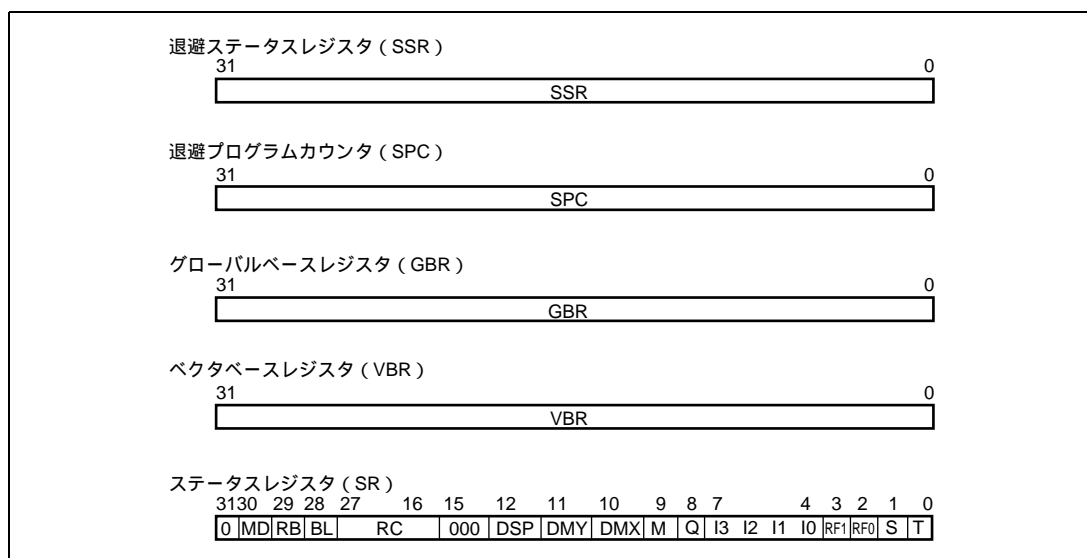 退避ステータスレジスタ（SSR）
31 0
SSR
退避プログラムカウンタ（SPC）
31 0
SPC
グローバルベースレジスタ（GBR）
31 0
GBR
ベクタベースレジスタ（VBR）
31 0
VBR
ステータスレジスタ（SR）
3130 29 28 27 16 15 12 11 10 9 8 7 4 3 2 1 0
0 MD RB BL RC 000 DSP DMY DMX M Q I3 I2 I1 I0 RF1 RF0 S T